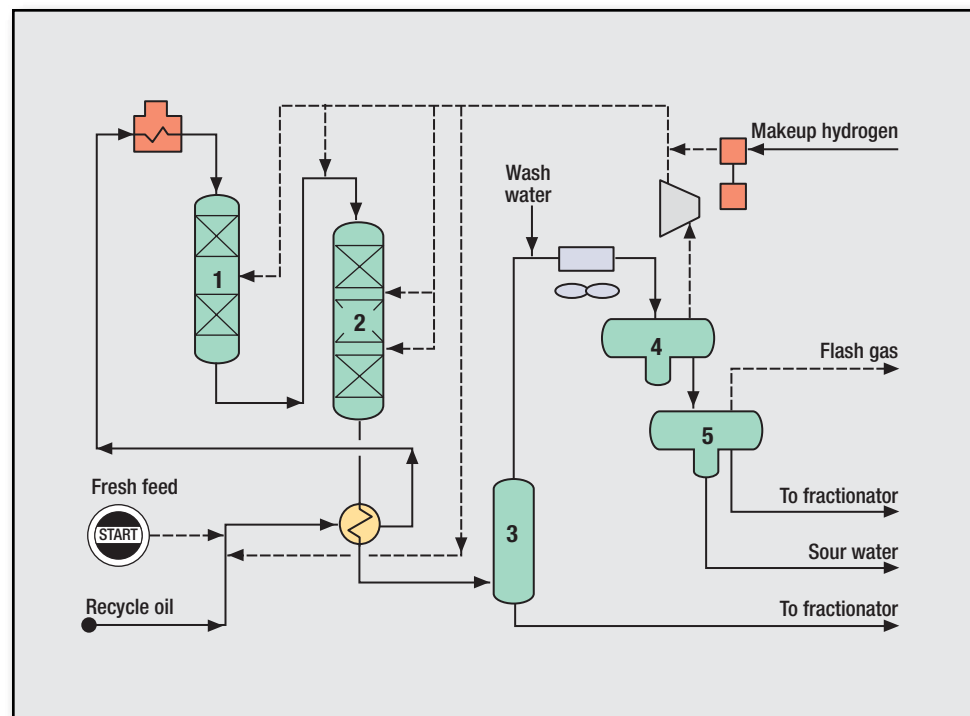 Makeup hydrogen
Wash
water
1
2
4
Flash gas
5
Fresh feed
START
To fractionator
3
Sour water
Recycle oil
To fractionator